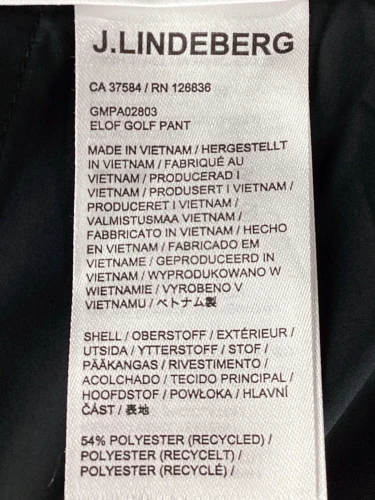 J.LINDEBERG
CA 37584 / RN 126836
GMPA02803
ELOF GOLF PANT
MADE IN VIETNAM / HERGESTELLT
IN VIETNAM / FABRIQUÉ AU
VIETNAM / PRODUCERAD I
VIETNAM / PRODUSERT I VIETNAM /
PRODUCERET I VIETNAM /
VALMISTUSMAA VIETNAM /
FABBRICATO IN VIETNAM / HECHO
EN VIETNAM / FABRICADO EM
VIETNAME / GEPRODUCEERD IN
VIETNAM / WYPRODUKOWANO W
WIETNAMIE / VYROBENO V
VIETNAMU / ベトナム製
SHELL / OBERSTOFF / EXTÉRIEUR /
UTSIDA / YTTERSTOFF / STOF /
PÄÄKANGAS / RIVESTIMENTO /
ACOLCHADO / TECIDO PRINCIPAL /
HOOFDSTOF / POWŁOKA / HLAVNÍ
ČÁST / 表地
54% POLYESTER (RECYCLED) /
POLYESTER (RECYCELT) /
POLYESTER (RECYCLÉ) /